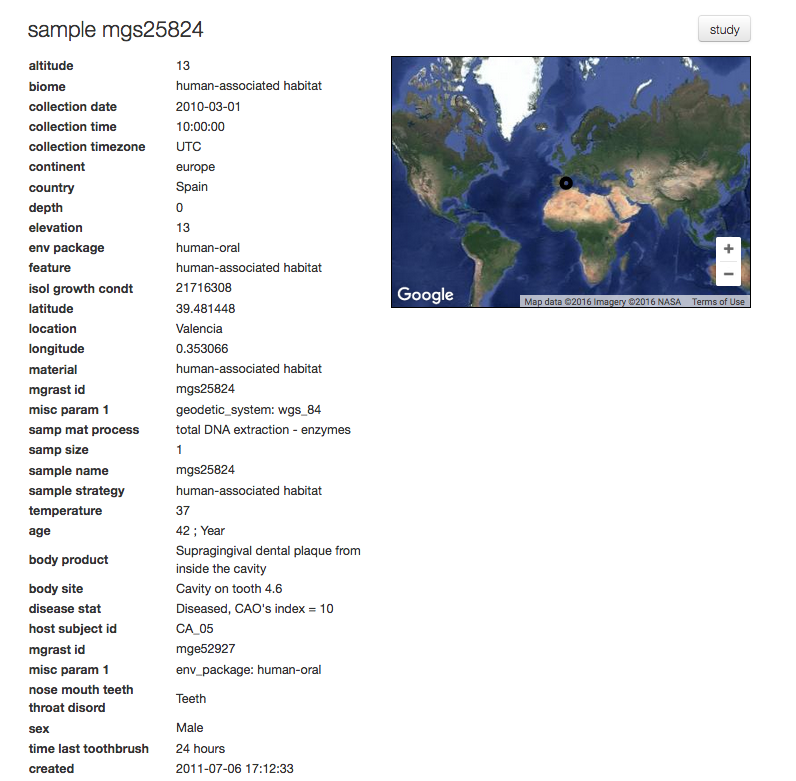 sample mgs25824
study
altitude 13
biome human-associated habitat
collection date 2010-03-01
collection time 10:00:00
collection timezone UTC
continent europe
country Spain
depth 0
elevation 13
env package human-oral
feature human-associated habitat
isol growth condt 21716308
latitude 39.481448
location Valencia
longitude 0.353066
material human-associated habitat
mgrast id mgs25824
misc param 1 geodetic_system: wgs_84
samp mat process total DNA extraction - enzymes
samp size 1
sample name mgs25824
sample strategy human-associated habitat
temperature 37
age 42 ; Year
body product Supragingival dental plaque from
inside the cavity
body site Cavity on tooth 4.6
disease stat Diseased, CAO's index = 10
host subject id CA_05
mgrast id mge52927
misc param 1 env_package: human-oral
nose mouth teeth
throat disord Teeth
sex Male
time last toothbrush 24 hours
created 2011-07-06 17:12:33
+
−
Google
Map data ©2016 Imagery ©2016 NASA Terms of Use